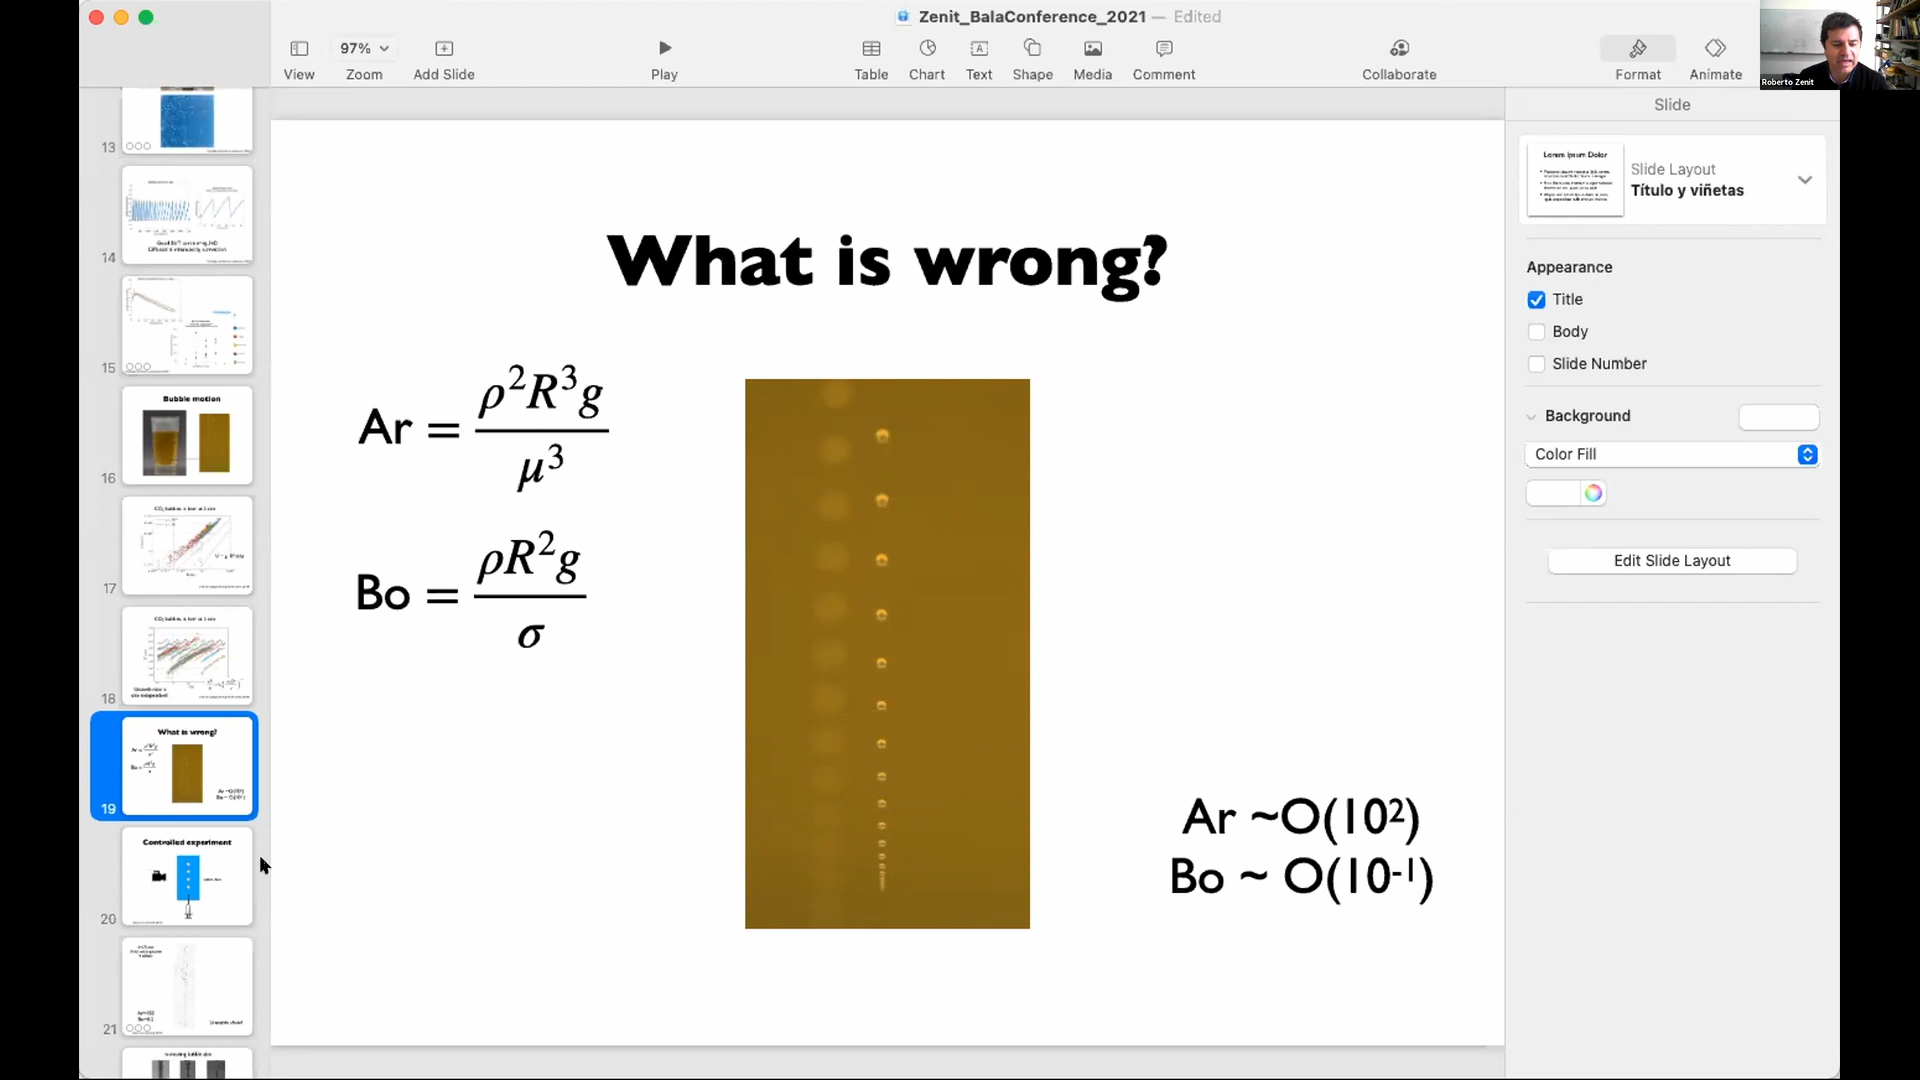 Zenit_BalaConference_2021 — Edited
97%
View
Zoom
Add Slide
Play
Table
Chart
Text
Shape
Media
Comment
Collaborate
Format
Animate
Roberto Zenit
13
14
15
Bubble motion
16
17
18
What is wrong?
19
Controlled experiment
20
21
What is wrong?
Ar = ρ²R³g / μ³
Bo = ρR²g / σ
Ar ~O(10²)
Bo ~ O(10⁻¹)
Slide
Lorem Ipsum Dolor
Slide Layout
Título y viñetas
Appearance
Title
Body
Slide Number
Background
Color Fill
Edit Slide Layout